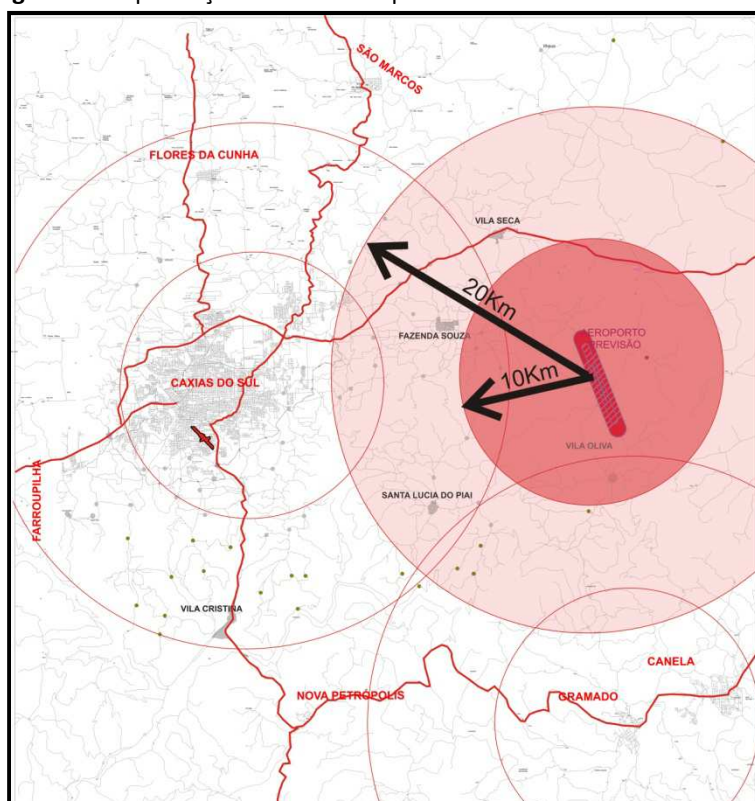 SÃO MARCOS
FLORES DA CUNHA
VILA SECA
20Km
FAZENDA SOUZA
AEROPORTO
PREVISÃO
10Km
CAXIAS DO SUL
VILA OLIVA
FARROUPILHA
SANTA LUCIA DO PIAI
VILA CRISTINA
CANELA
NOVA PETRÓPOLIS
GRAMADO